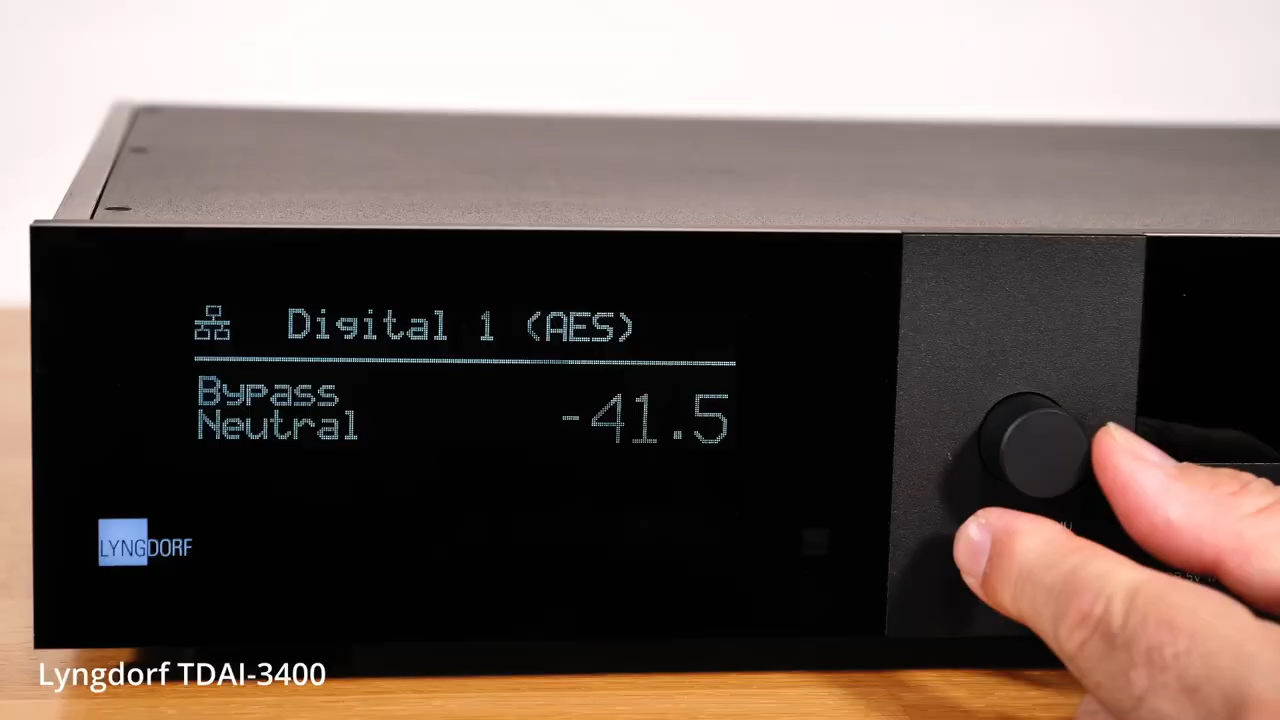 Digital 1 (AES)
Bypass
Neutral
-41.5
LYNGDORF
Lyngdorf TDAI-3400